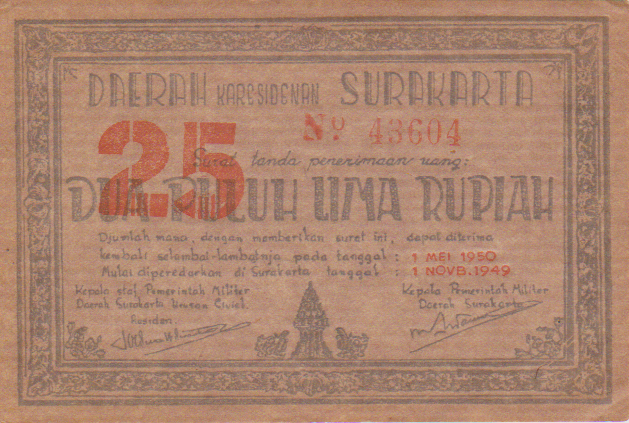 DAERAH KARESIDENAN SURAKARTA
25
Nº 43604
Surat tanda penerimaan uang:
DUA PULUH LIMA RUPIAH
Djumlah mana, dengan memberikan surat ini, dapat diterima
kembali selambat-lambatnja pada tanggal : 1 MEI 1950
Mulai diperedarkan di Surakarta tanggal : 1 NOVB. 1949
Kepala staf Pemerintah Militer
Daerah Surakarta Urusan Civiel.
Residen.
Kepala Pemerintah Militer
Daerah Surakarta